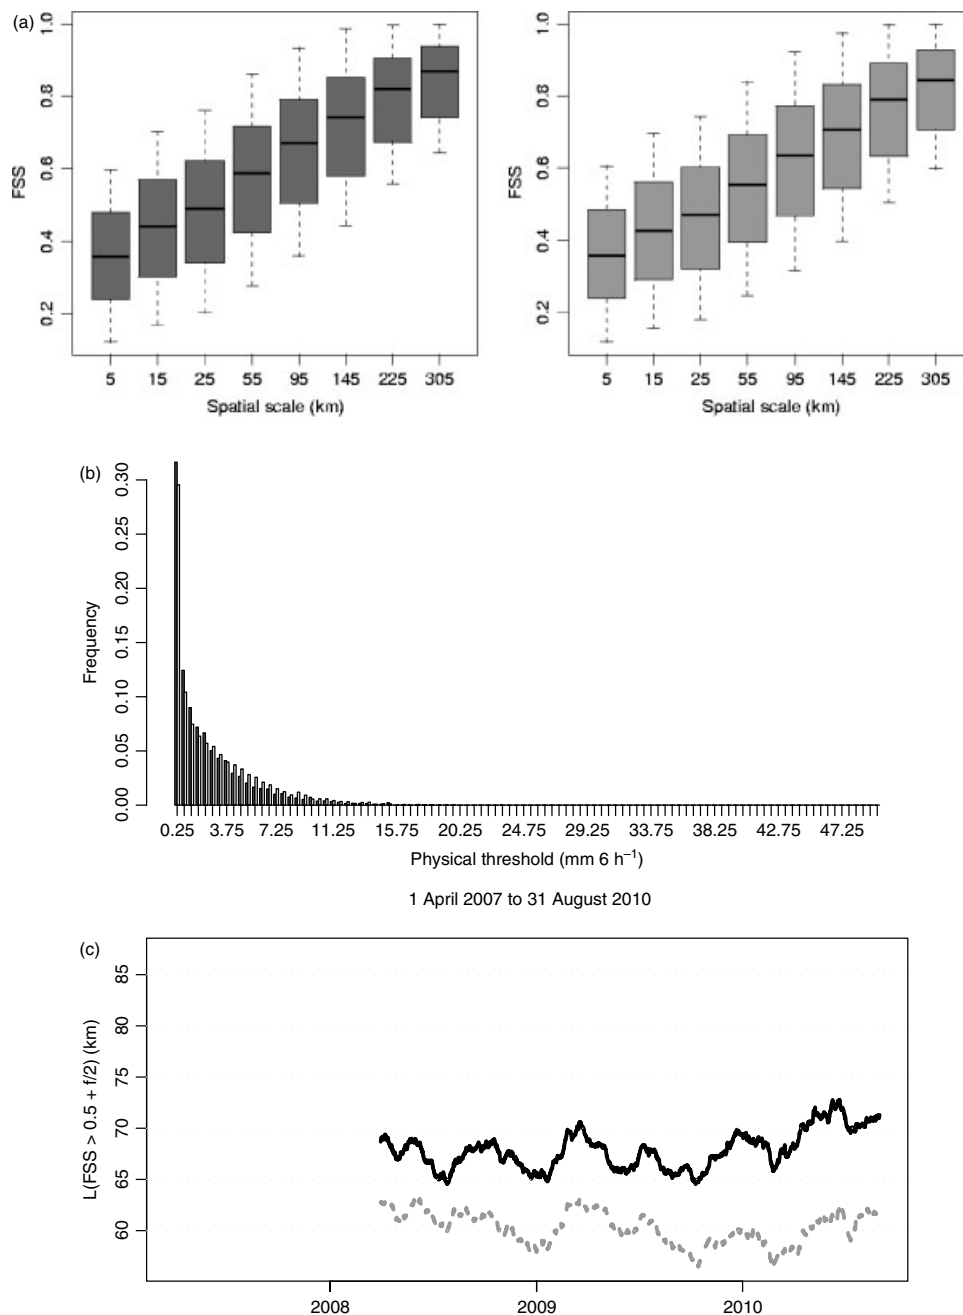 (a)
1.0
0.8
0.6
0.4
0.2
FSS
5 15 25 55 95 145 225 305
Spatial scale (km)
1.0
0.8
0.6
0.4
0.2
FSS
5 15 25 55 95 145 225 305
Spatial scale (km)
(b)
0.30
0.25
0.20
0.15
0.10
0.05
0.00
Frequency
0.25 3.75 7.25 11.25 15.75 20.25 24.75 29.25 33.75 38.25 42.75 47.25
Physical threshold (mm 6 h⁻¹)
1 April 2007 to 31 August 2010
(c)
85
80
75
70
65
60
L(FSS > 0.5 + f/2) (km)
2008 2009 2010